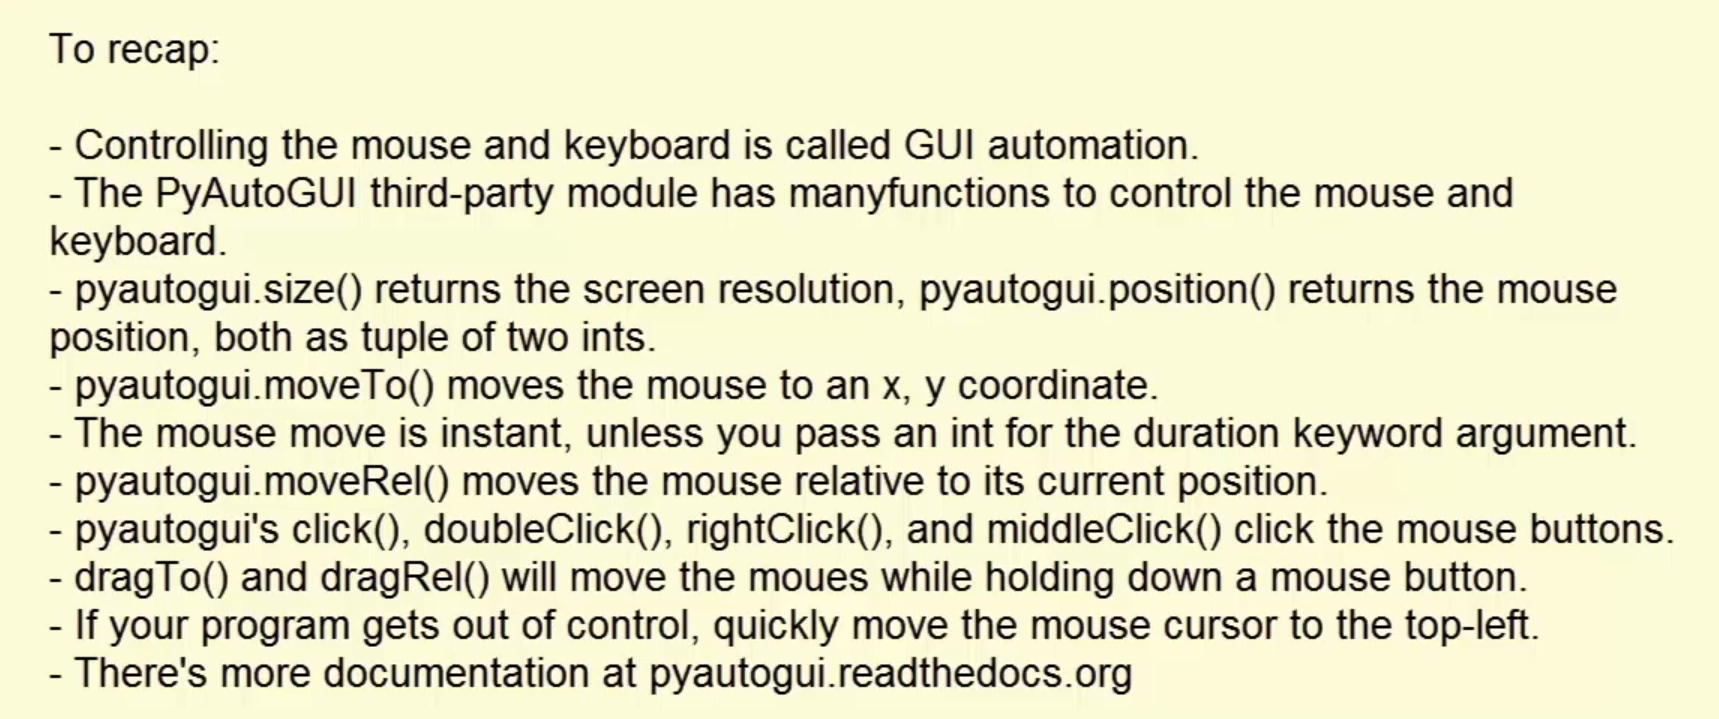 To recap:
- Controlling the mouse and keyboard is called GUI automation.
- The PyAutoGUI third-party module has manyfunctions to control the mouse and
keyboard.
- pyautogui.size() returns the screen resolution, pyautogui.position() returns the mouse
position, both as tuple of two ints.
- pyautogui.moveTo() moves the mouse to an x, y coordinate.
- The mouse move is instant, unless you pass an int for the duration keyword argument.
- pyautogui.moveRel() moves the mouse relative to its current position.
- pyautogui's click(), doubleClick(), rightClick(), and middleClick() click the mouse buttons.
- dragTo() and dragRel() will move the moues while holding down a mouse button.
- If your program gets out of control, quickly move the mouse cursor to the top-left.
- There's more documentation at pyautogui.readthedocs.org